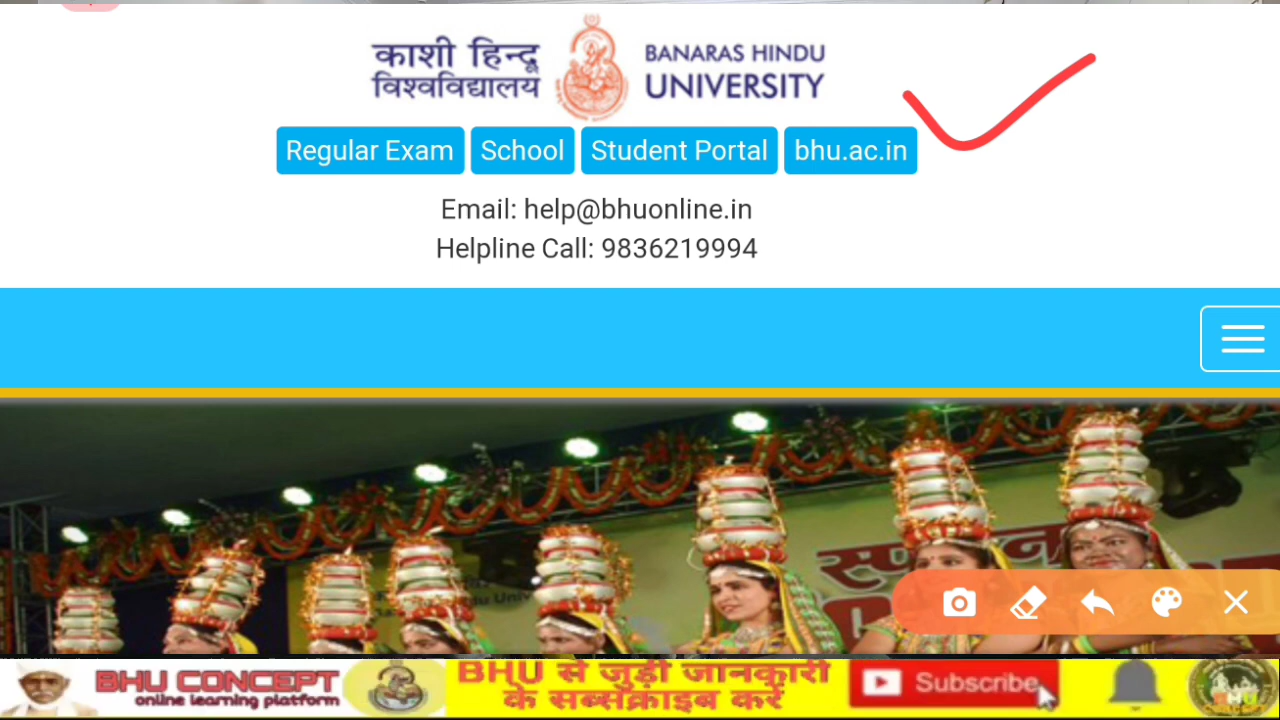 काशी हिन्दू
विश्वविद्यालय
BANARAS HINDU
UNIVERSITY
Regular Exam School Student Portal bhu.ac.in
Email: help@bhuonline.in
Helpline Call: 9836219994
BHU CONCEPT
online learning platform
BHU से जुड़ी जानकारी
के सब्सक्राइब करें
Subscribe